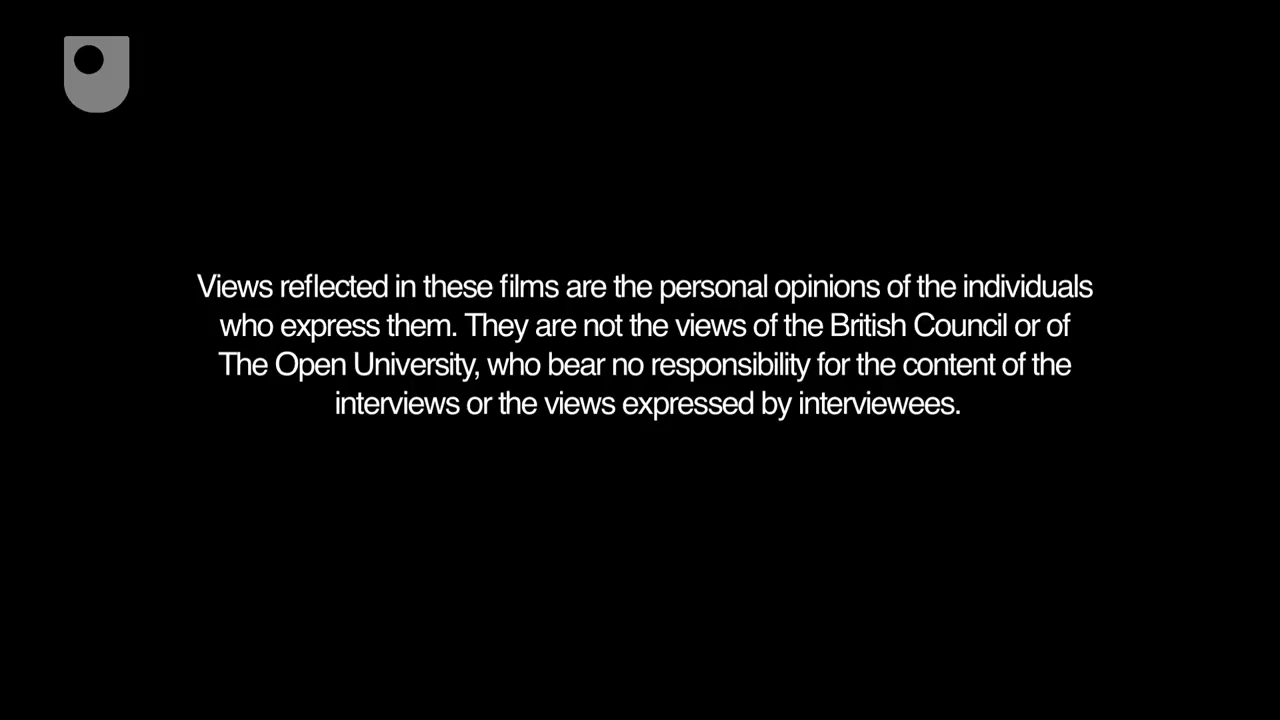 Views reflected in these films are the personal opinions of the individuals
who express them. They are not the views of the British Council or of
The Open University, who bear no responsibility for the content of the
interviews or the views expressed by interviewees.